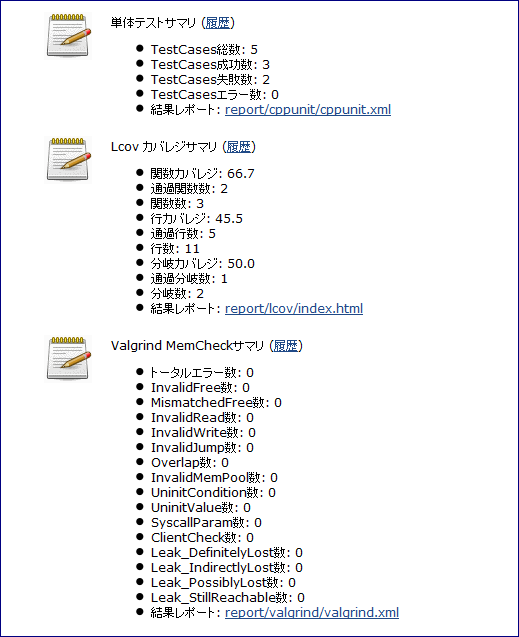 単体テストサマリ (履歴)
TestCases総数: 5
TestCases成功数: 3
TestCases失敗数: 2
TestCasesエラー数: 0
結果レポート: report/cppunit/cppunit.xml
Lcov カバレジサマリ (履歴)
関数カバレジ: 66.7
通過関数数: 2
関数数: 3
行カバレジ: 45.5
通過行数: 5
行数: 11
分岐カバレジ: 50.0
通過分岐数: 1
分岐数: 2
結果レポート: report/lcov/index.html
Valgrind MemCheckサマリ (履歴)
トータルエラー数: 0
InvalidFree数: 0
MismatchedFree数: 0
InvalidRead数: 0
InvalidWrite数: 0
InvalidJump数: 0
Overlap数: 0
InvalidMemPool数: 0
UninitCondition数: 0
UninitValue数: 0
SyscallParam数: 0
ClientCheck数: 0
Leak_DefinitelyLost数: 0
Leak_IndirectlyLost数: 0
Leak_PossiblyLost数: 0
Leak_StillReachable数: 0
結果レポート: report/valgrind/valgrind.xml